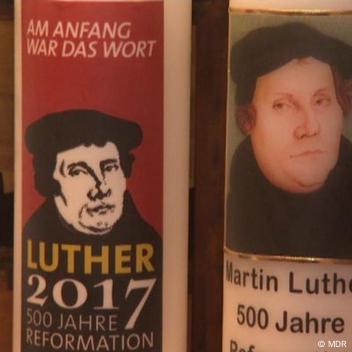 AM ANFANG
WAR DAS WORT
LUTHER
2017
500 JAHRE
REFORMATION
Martin Luthe
500 Jahre
© MDR